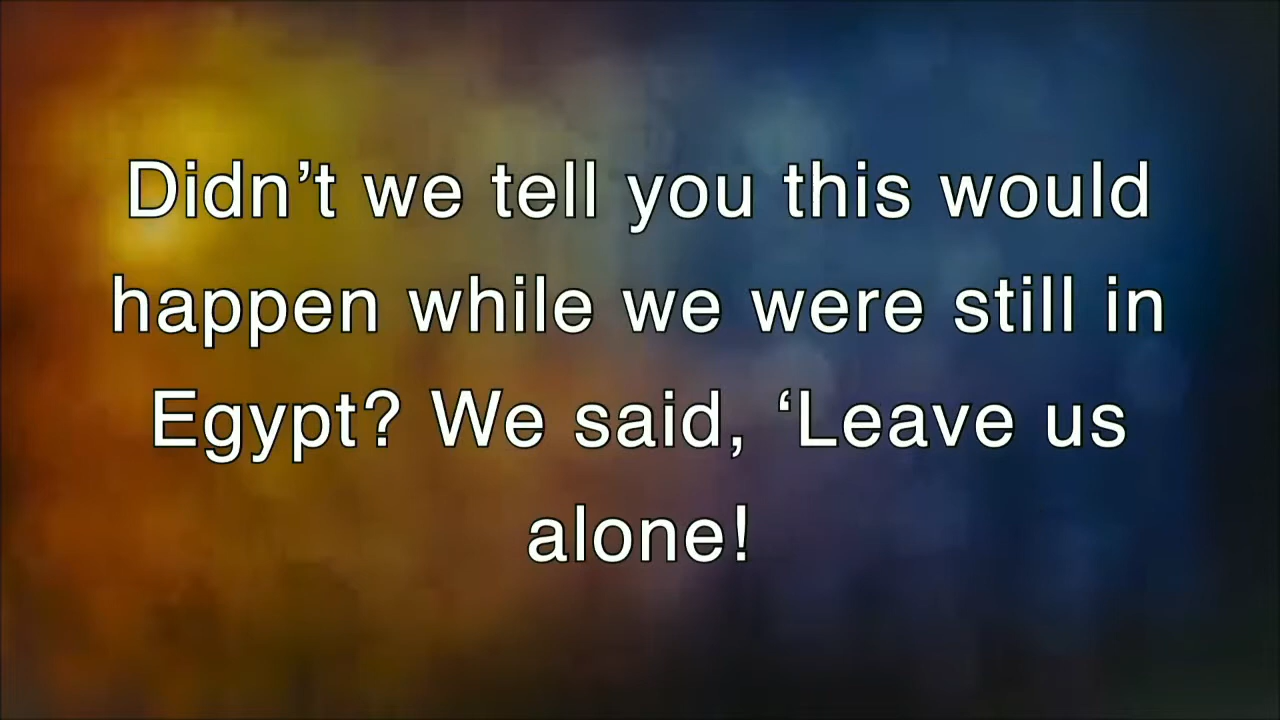 Didn’t we tell you this would
happen while we were still in
Egypt? We said, ‘Leave us
alone!